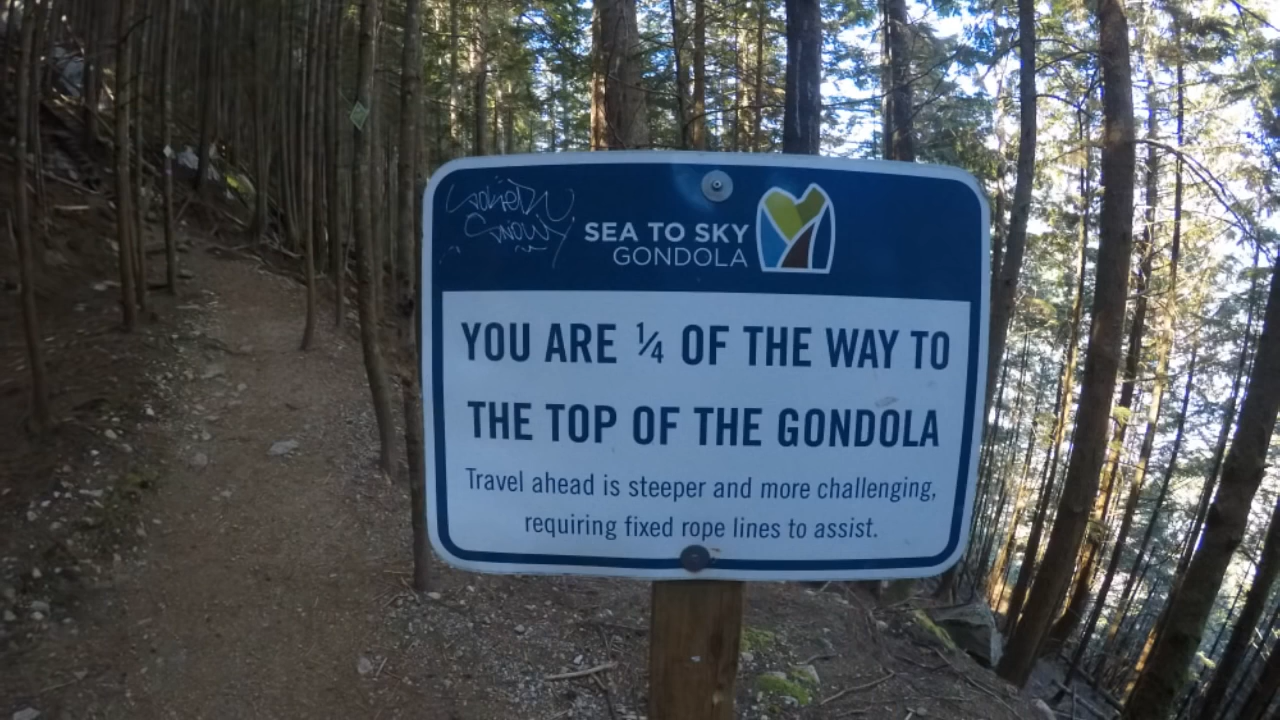 SEA TO SKY
GONDOLA
YOU ARE ¼ OF THE WAY TO
THE TOP OF THE GONDOLA
Travel ahead is steeper and more challenging,
requiring fixed rope lines to assist.